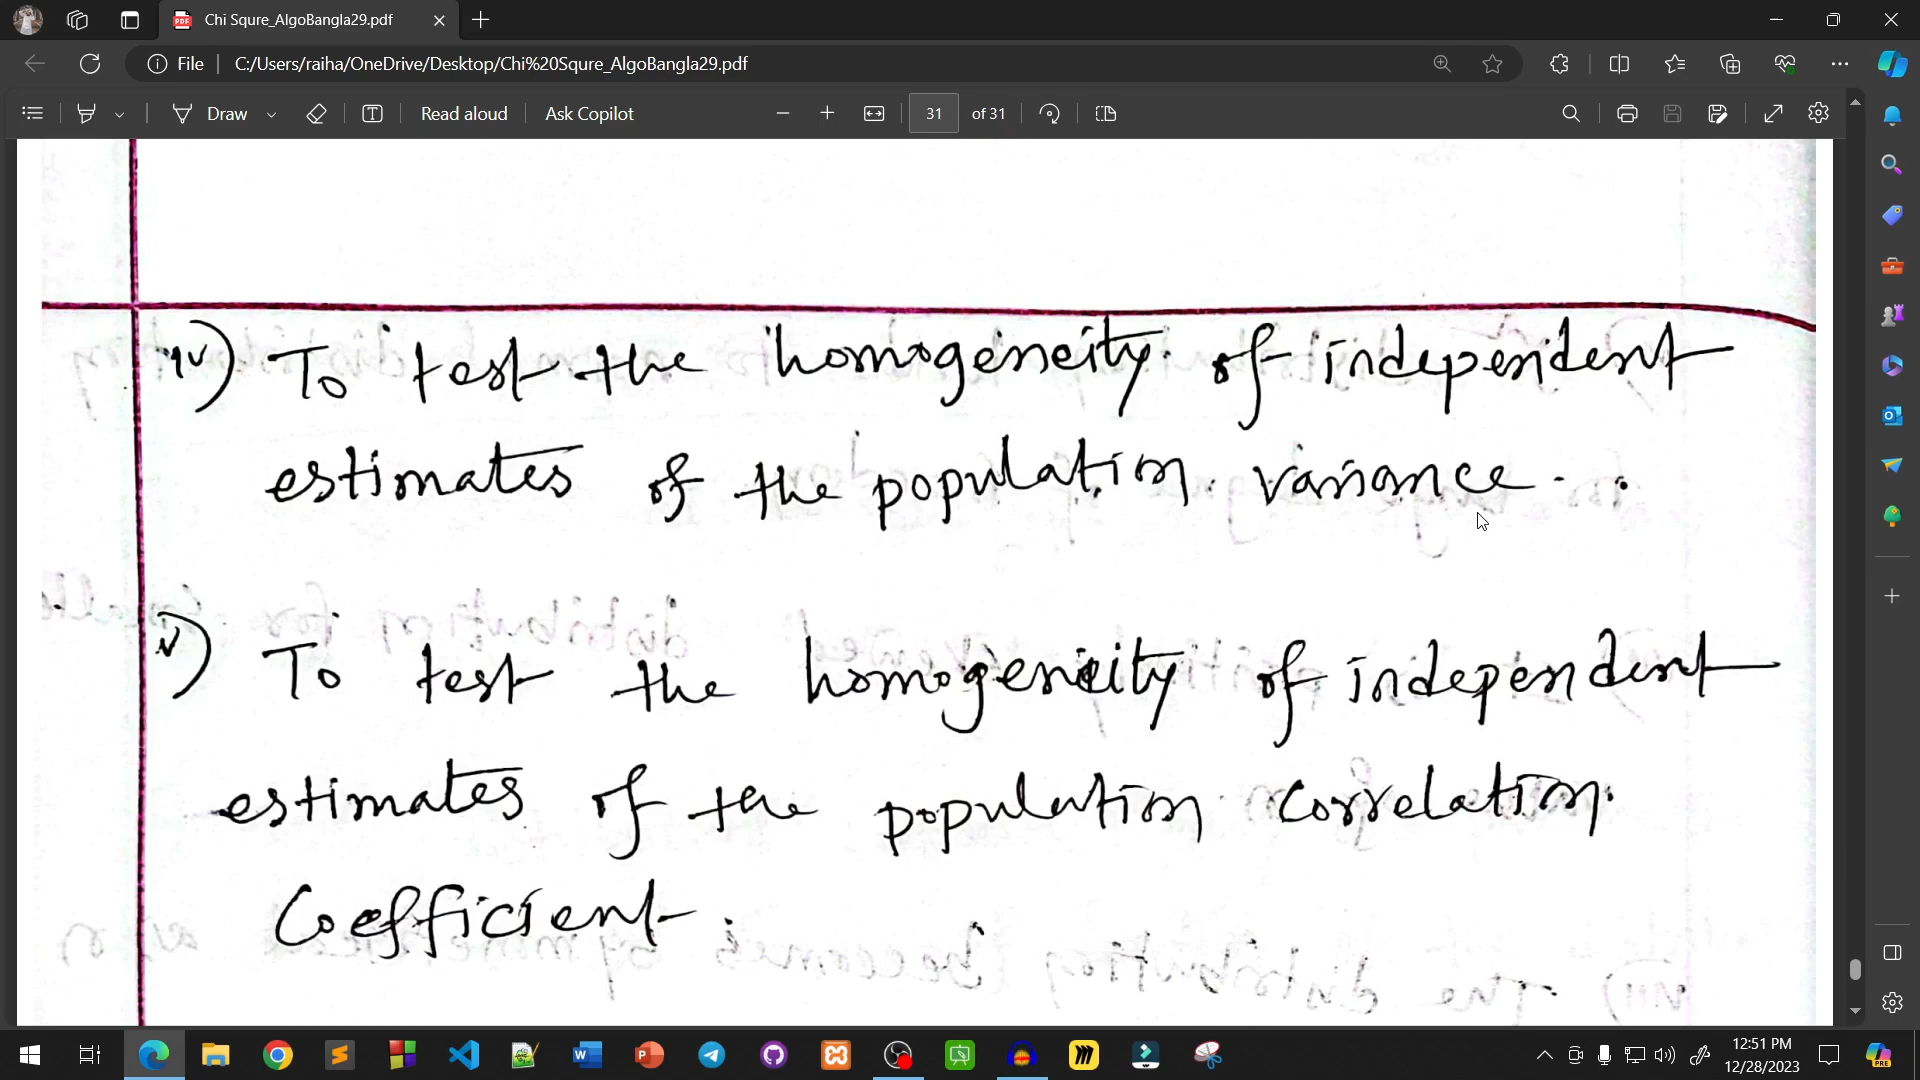 Chi Squre_AlgoBangla29.pdf
File C:/Users/raiha/OneDrive/Desktop/Chi%20Squre_AlgoBangla29.pdf
Draw Read aloud Ask Copilot 31 of 31
iv) To test the homogeneity of independent
estimates of the population variance.
v) To test the homogeneity of independent
estimates of the population Correlation
Coefficient.
12:51 PM
12/28/2023